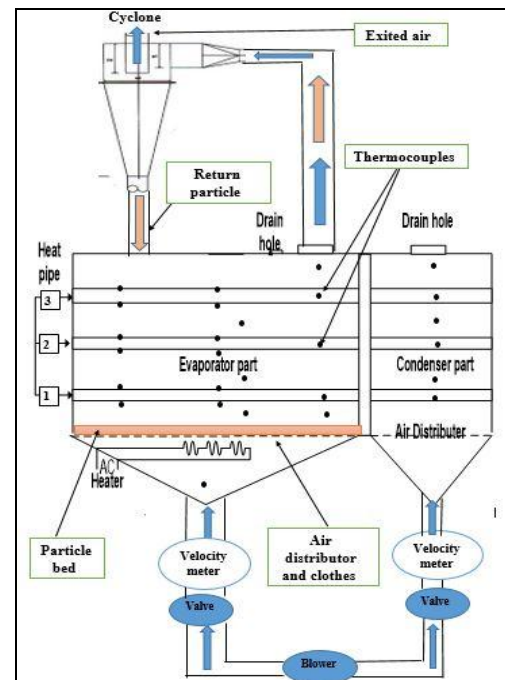 Cyclone
Exited air
Thermocouples
Return
particle
Drain
hole
Drain hole
Heat
pipe
3
2
1
Evaporator part
Condenser part
Air Distributer
AC
Heater
Particle
bed
Air
distributor
and clothes
Velocity
meter
Velocity
meter
Valve
Valve
Blower